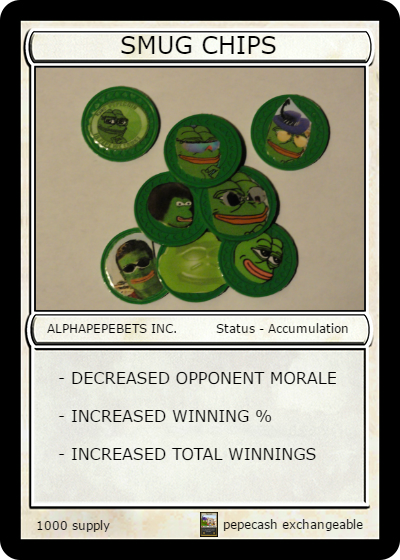 SMUG CHIPS
ALPHAPEPEBETS INC. Status - Accumulation
- DECREASED OPPONENT MORALE
- INCREASED WINNING %
- INCREASED TOTAL WINNINGS
1000 supply pepecash exchangeable